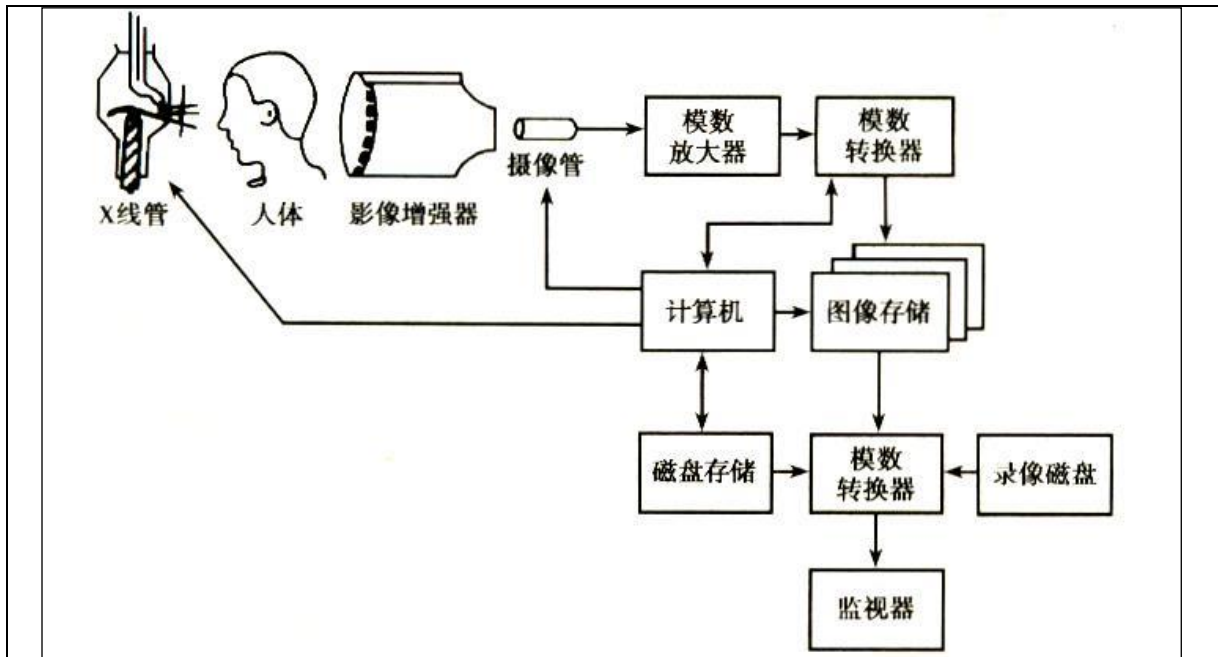 模数
放大器
模数
转换器
摄像管
X线管
人体
影像增强器
计算机
图像存储
磁盘存储
模数
转换器
录像磁盘
监视器